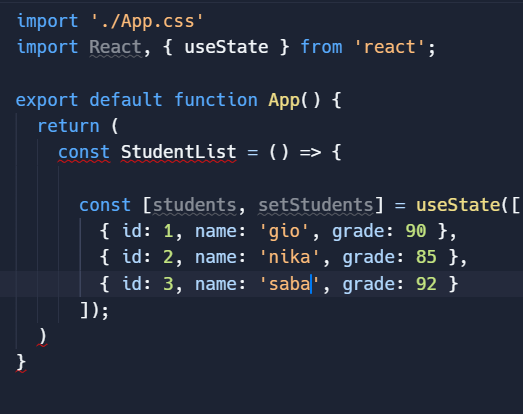 import './App.css'
import React, { useState } from 'react';
export default function App() {
return (
const StudentList = () => {
const [students, setStudents] = useState([
{ id: 1, name: 'gio', grade: 90 },
{ id: 2, name: 'nika', grade: 85 },
{ id: 3, name: 'saba', grade: 92 }
]);
)
}